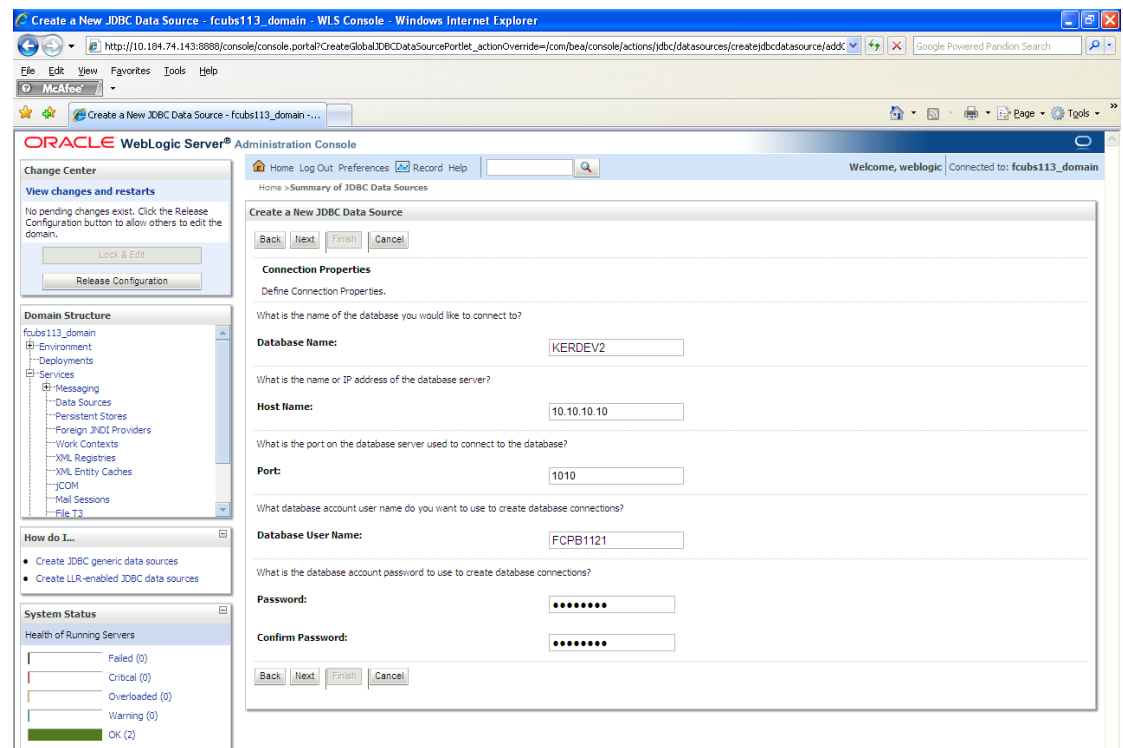 Create a New JDBC Data Source - fcubs113_domain - WLS Console - Windows Internet Explorer
http://10.184.74.143:8888/console/console.portal?CreateGlobalJDBCDataSourcePortlet_actionOverride=/com/bea/console/actions/jdbc/datasources/createjdbcdatasource/addC
Google Powered Pandion Search
File Edit View Favorites Tools Help
McAfee
Create a New JDBC Data Source - fcubs113_domain -...
Page Tools
ORACLE WebLogic Server® Administration Console
Change Center
View changes and restarts
No pending changes exist. Click the Release
Configuration button to allow others to edit the
domain.
Lock & Edit
Release Configuration
Domain Structure
fcubs113_domain
Environment
Deployments
Services
Messaging
Data Sources
Persistent Stores
Foreign JNDI Providers
Work Contexts
XML Registries
XML Entity Caches
jCOM
Mail Sessions
File T3
How do I...
Create JDBC generic data sources
Create LLR-enabled JDBC data sources
System Status
Health of Running Servers
Failed (0)
Critical (0)
Overloaded (0)
Warning (0)
OK (2)
Home Log Out Preferences Record Help
Welcome, weblogic Connected to: fcubs113_domain
Home >Summary of JDBC Data Sources
Create a New JDBC Data Source
Back Next Finish Cancel
Connection Properties
Define Connection Properties.
What is the name of the database you would like to connect to?
Database Name: KERDEV2
What is the name or IP address of the database server?
Host Name: 10.10.10.10
What is the port on the database server used to connect to the database?
Port: 1010
What database account user name do you want to use to create database connections?
Database User Name: FCPB1121
What is the database account password to use to create database connections?
Password: ●●●●●●●●
Confirm Password: ●●●●●●●●
Back Next Finish Cancel